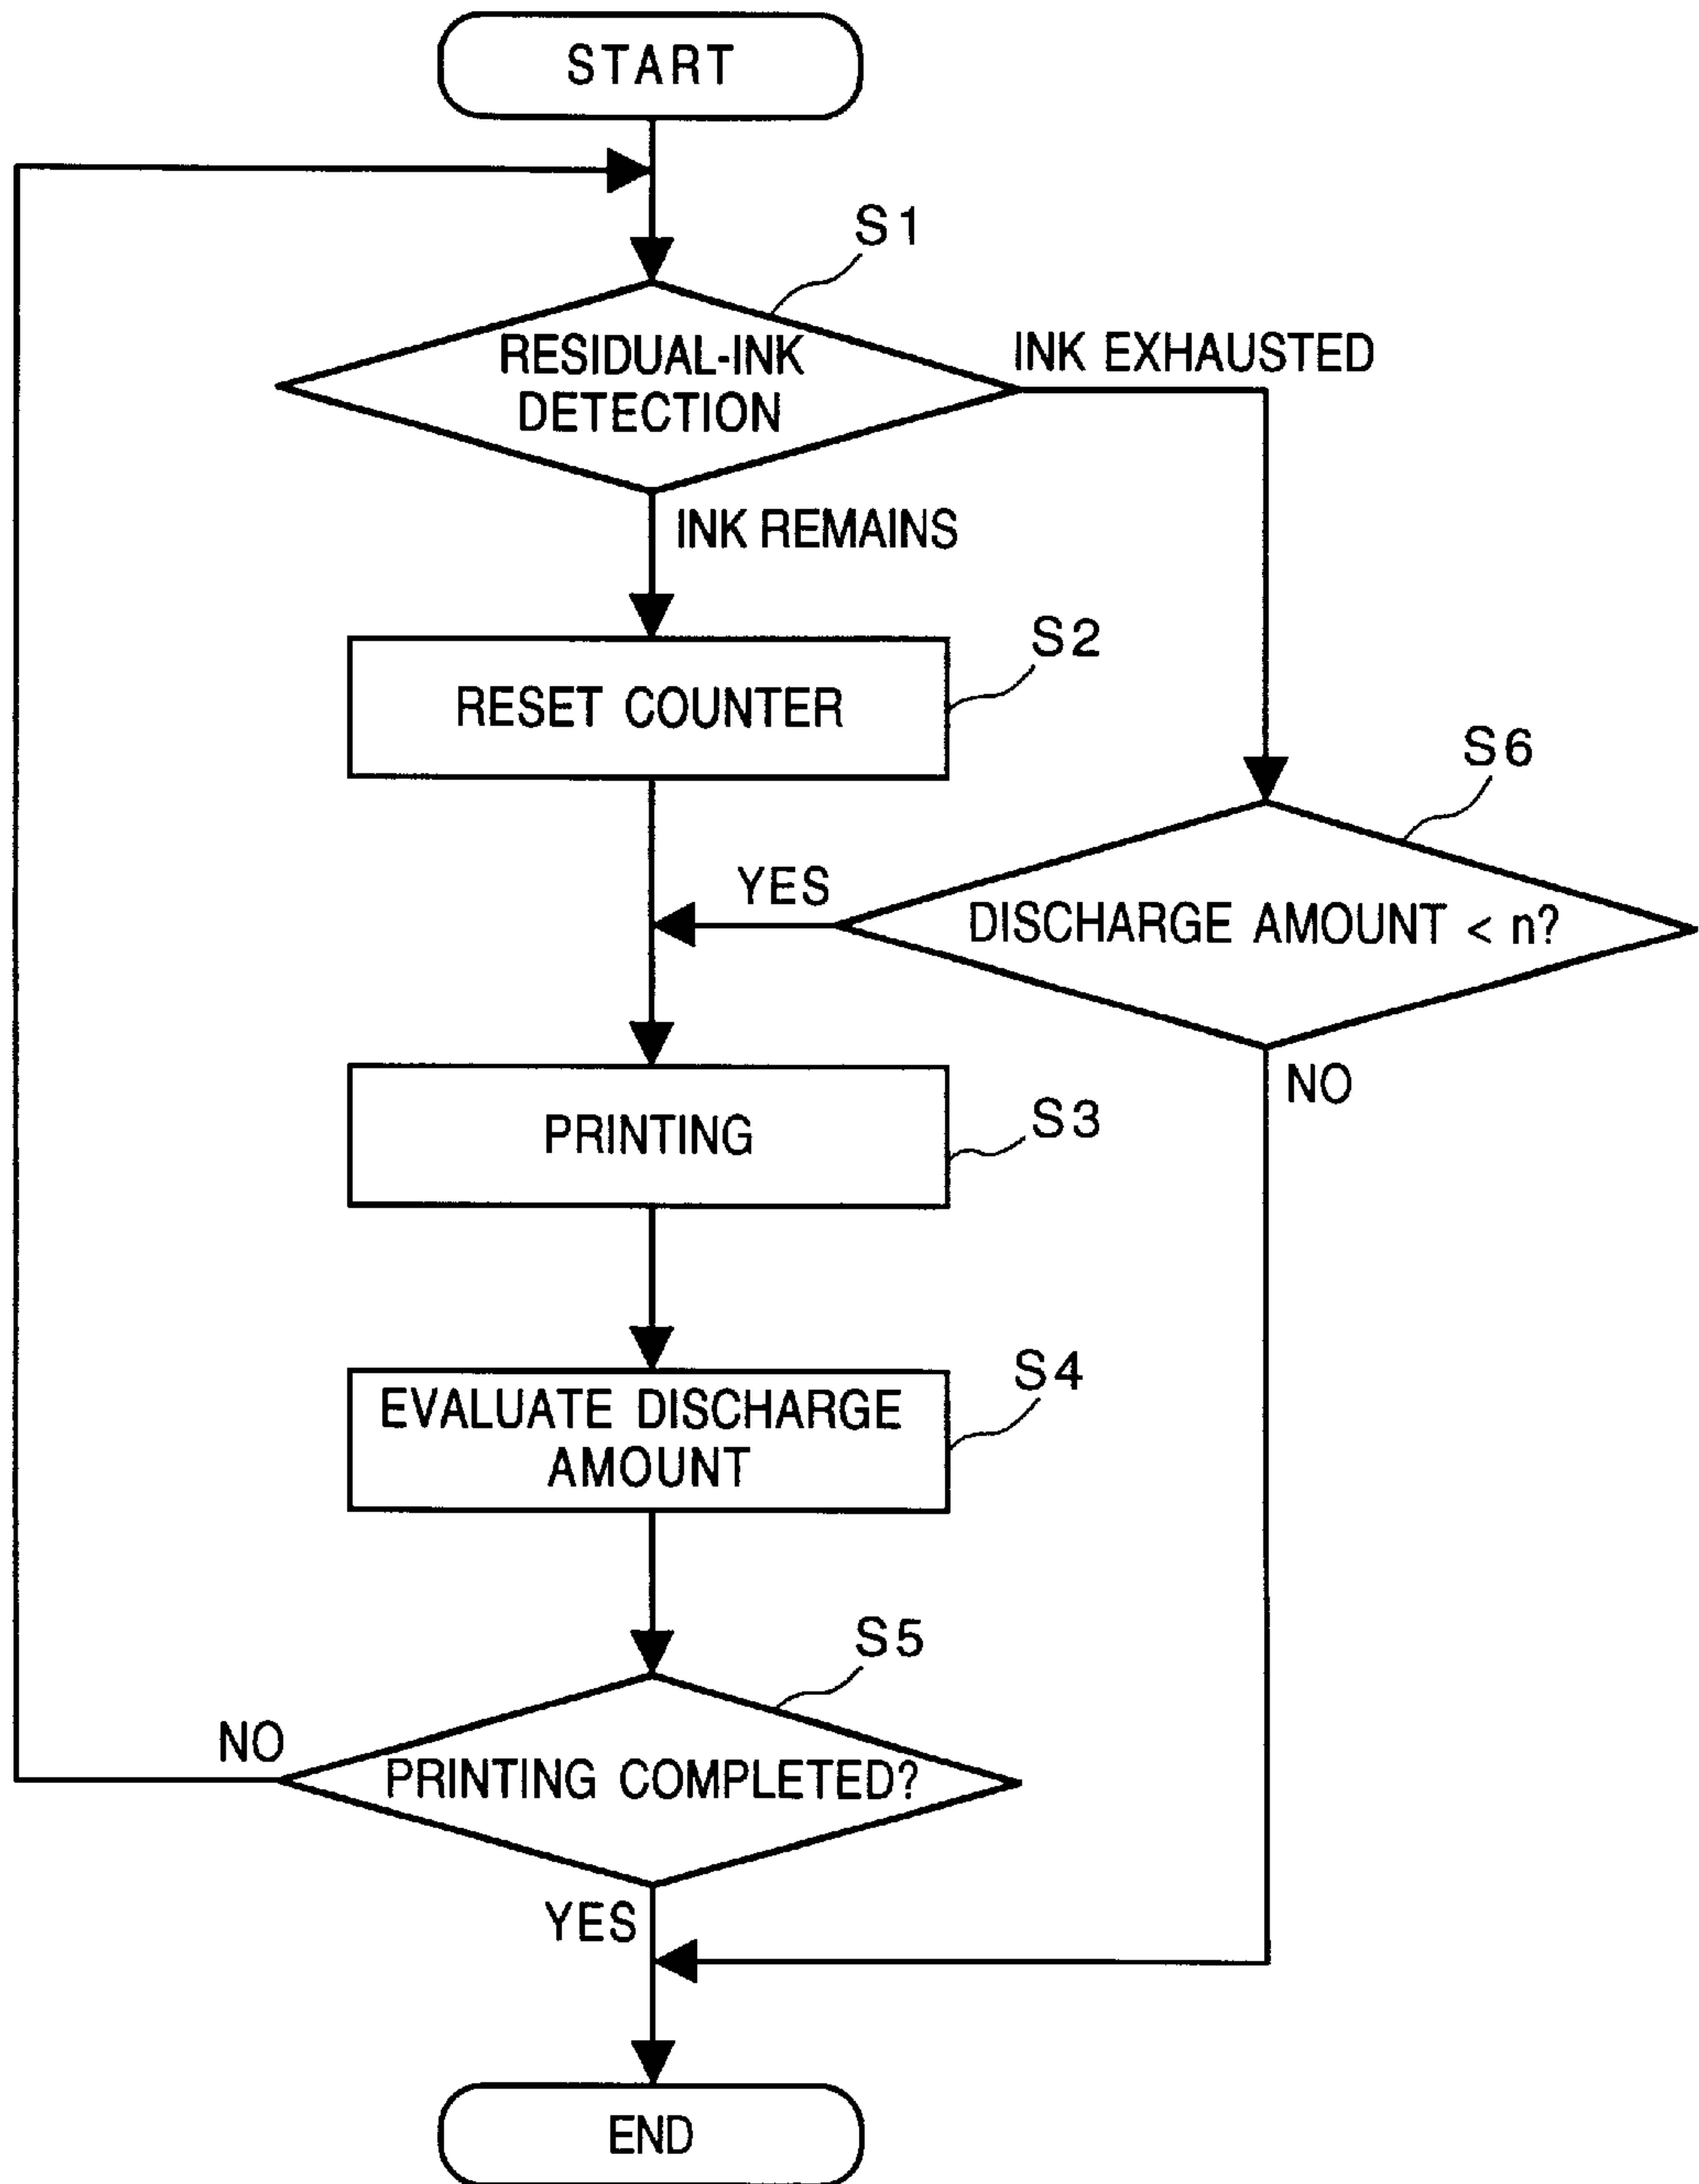 START
S1
RESIDUAL-INK
DETECTION
INK EXHAUSTED
INK REMAINS
S2
RESET COUNTER
S6
YES
DISCHARGE AMOUNT < n?
NO
PRINTING
S3
S4
EVALUATE DISCHARGE
AMOUNT
S5
NO
PRINTING COMPLETED?
YES
END